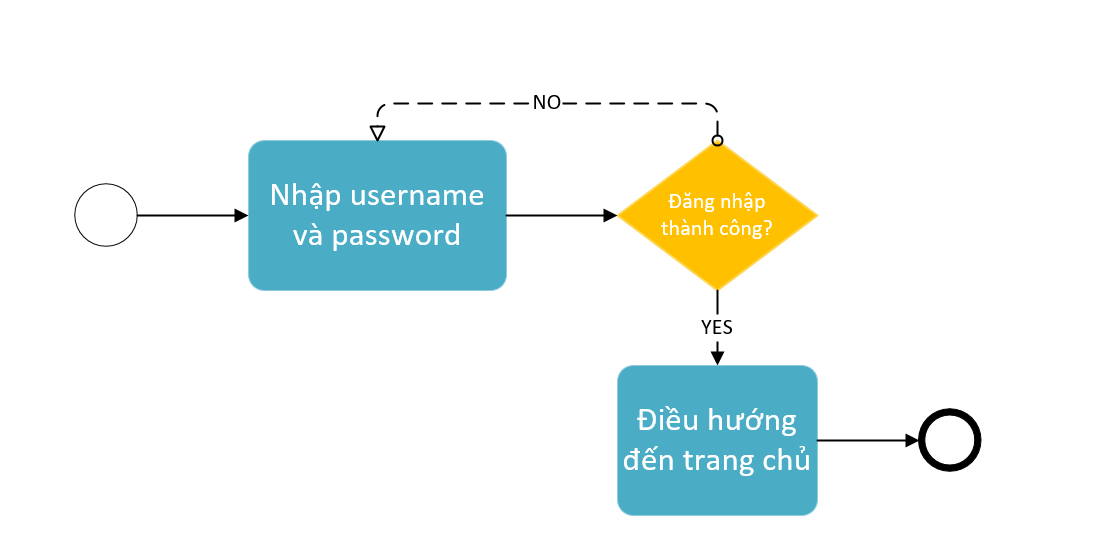 NO
Nhập username
và password
Đăng nhập
thành công?
YES
Điều hướng
đến trang chủ